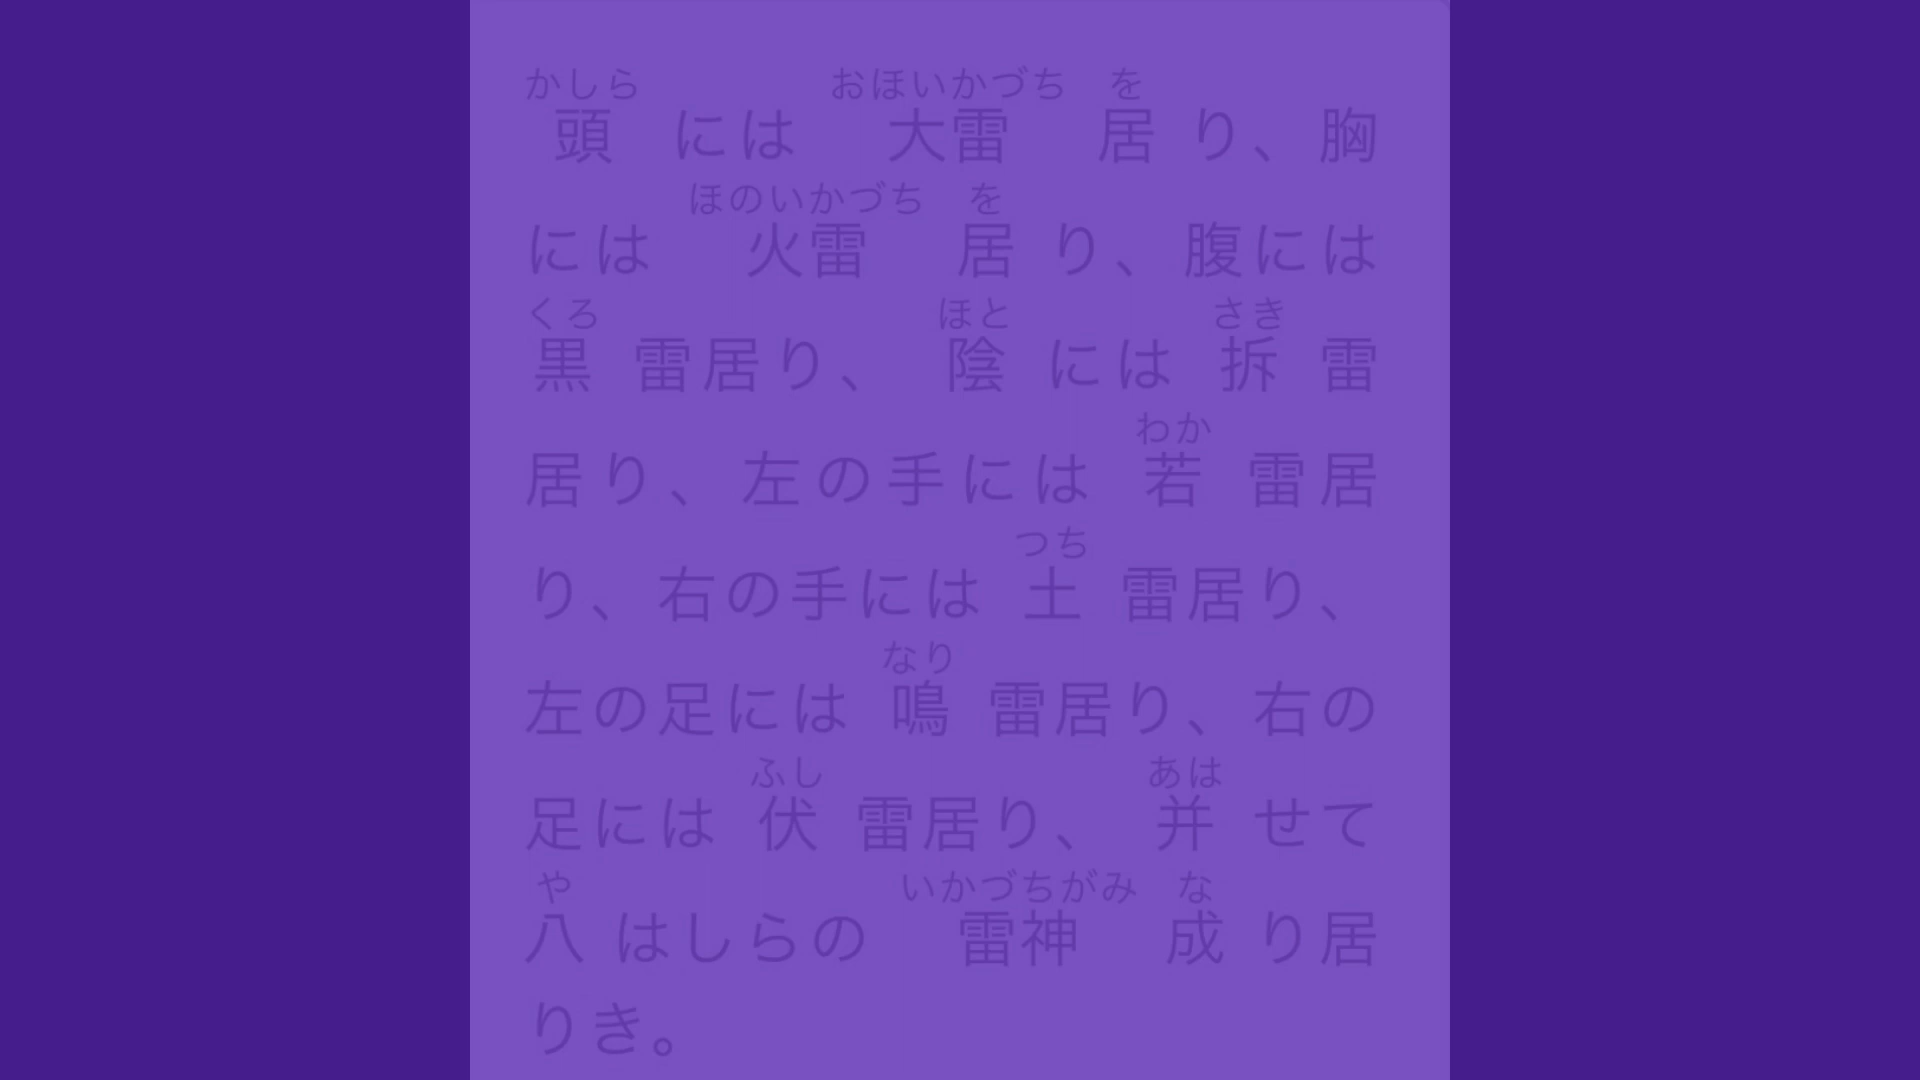 かしら おほいかづち を
頭には大雷居り、胸
ほのいかづち を
には火雷居り、腹には
くろ ほと さき
黒雷居り、陰には拆雷
わか
居り、左の手には若雷居
つち
り、右の手には土雷居り、
なり
左の足には鳴雷居り、右の
ふし あは
足には伏雷居り、并せて
や いかづちがみ な
八はしらの雷神成り居
りき。